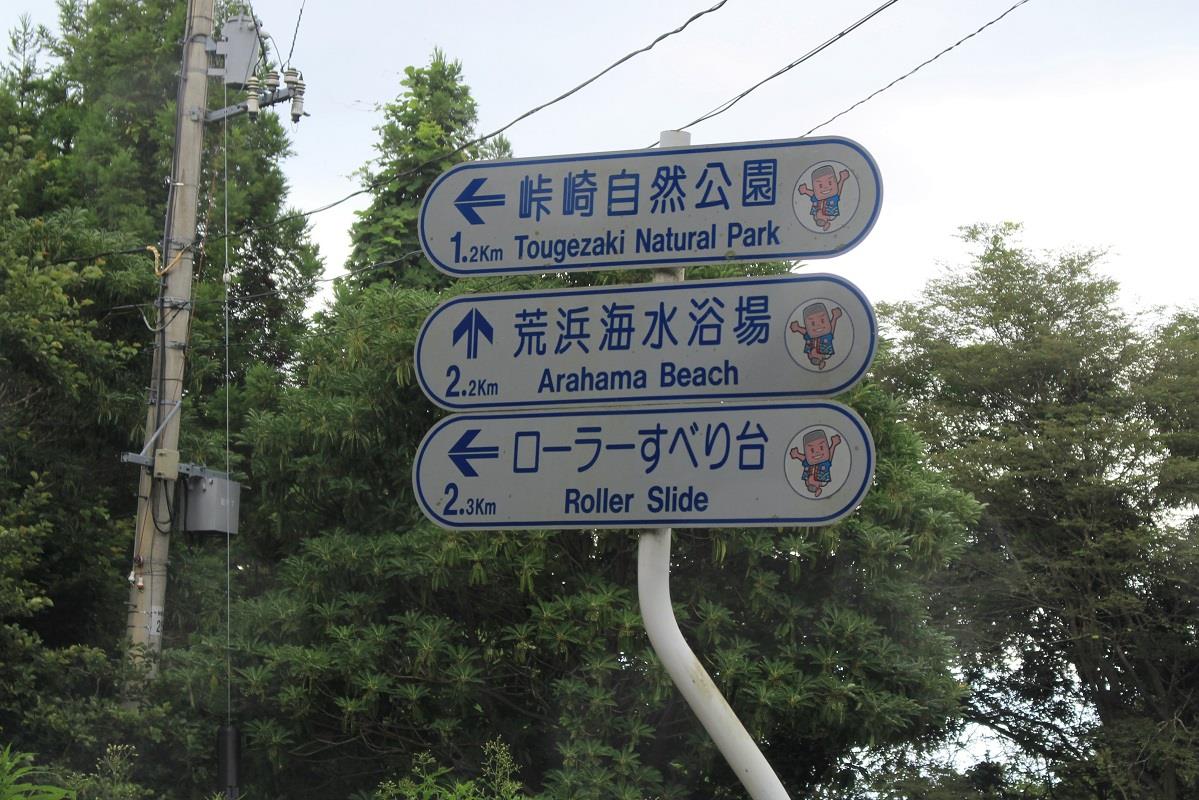 峠崎自然公園
1.2Km Tougezaki Natural Park
荒浜海水浴場
2.2Km Arahama Beach
ローラーすべり台
2.3Km Roller Slide